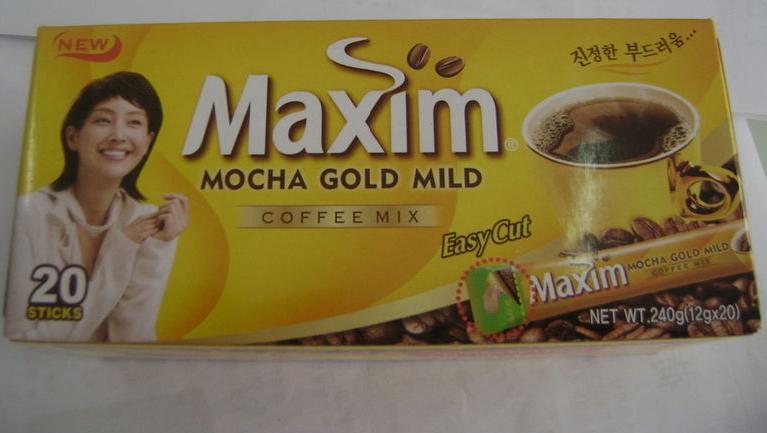 NEW
진정한 부드러움...
Maxim®
MOCHA GOLD MILD
COFFEE MIX
Easy Cut
20
STICKS
Maxim MOCHA GOLD MILD
COFFEE MIX
NET WT.240g(12gx20)